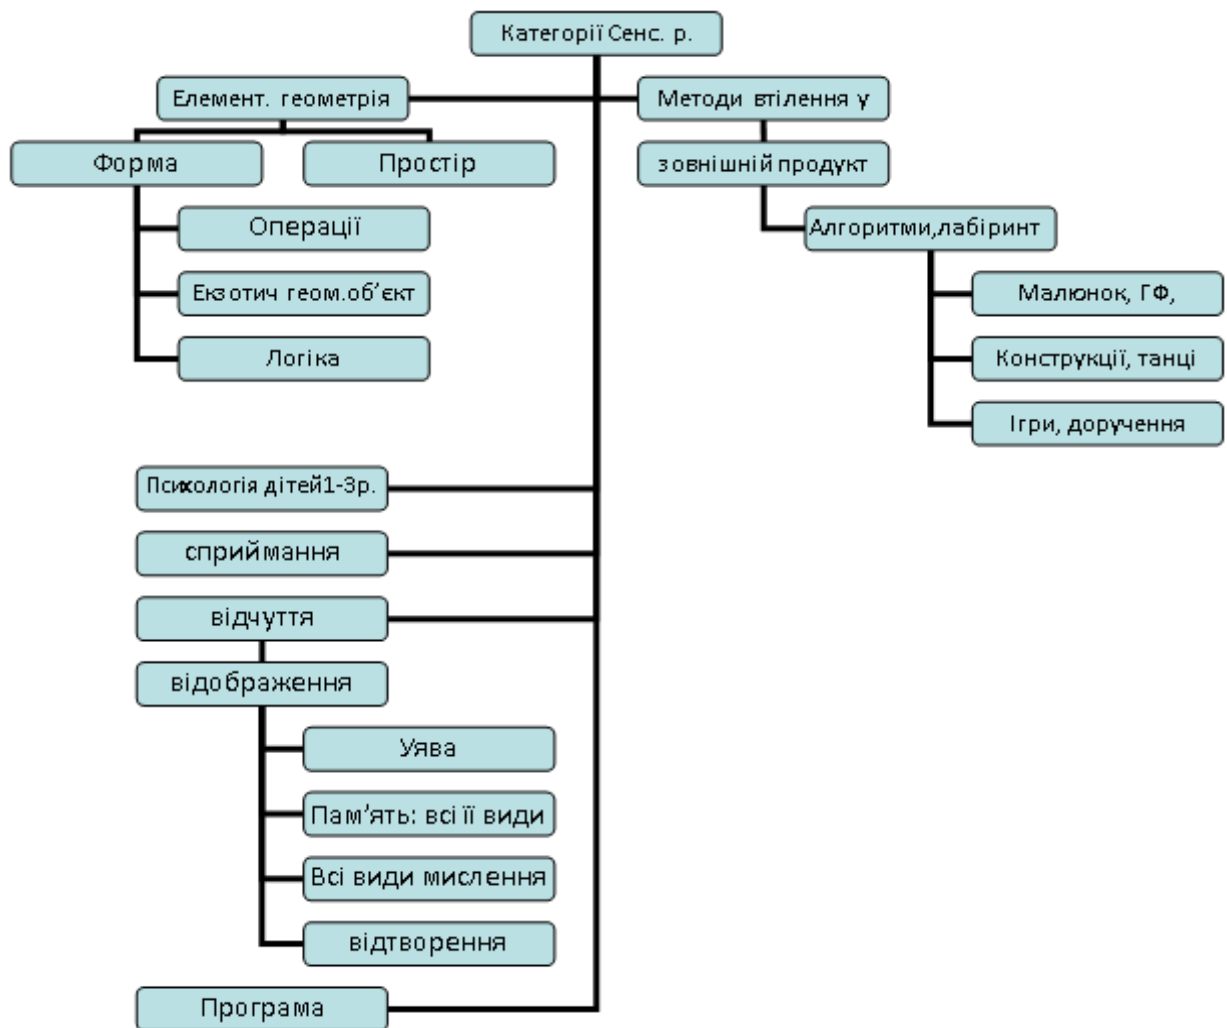 Категорії Сенс. р.
Елемент. геометрія
Методи втілення у
Форма
Простір
зовнішній продукт
Операції
Алгоритми,лабіринт
Екзотич геом.об’єкт
Малюнок, ГФ,
Логіка
Конструкції, танці
Ігри, доручення
Психологія дітей1-3р.
сприймання
відчуття
відображення
Уява
Пам’ять: всі її види
Всі види мислення
відтворення
Програма